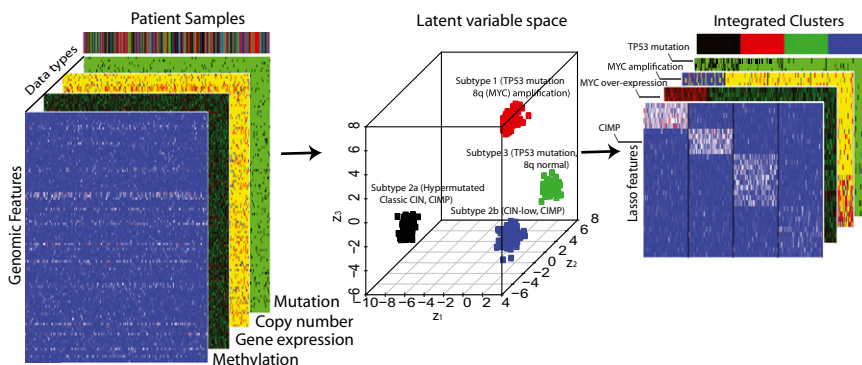 Patient Samples
Data types
Genomic Features
Mutation
Copy number
Gene expression
Methylation
Latent variable space
Subtype 1 (TP53 mutation
8q (MYC) amplification)
Subtype 3 (TP53 mutation,
8q normal)
Subtype 2a (Hypermutated
Classic CIN, CIMP)
Subtype 2b (CIN-low, CIMP)
8
6
4
2
0
−2
−4
−6
z3
−10
−8
−6
−4
−2
0
2
4
z1
−6
−4
−2
0
2
4
6
8
z2
Integrated Clusters
TP53 mutation
MYC amplification
MYC over-expression
CIMP
Lasso features